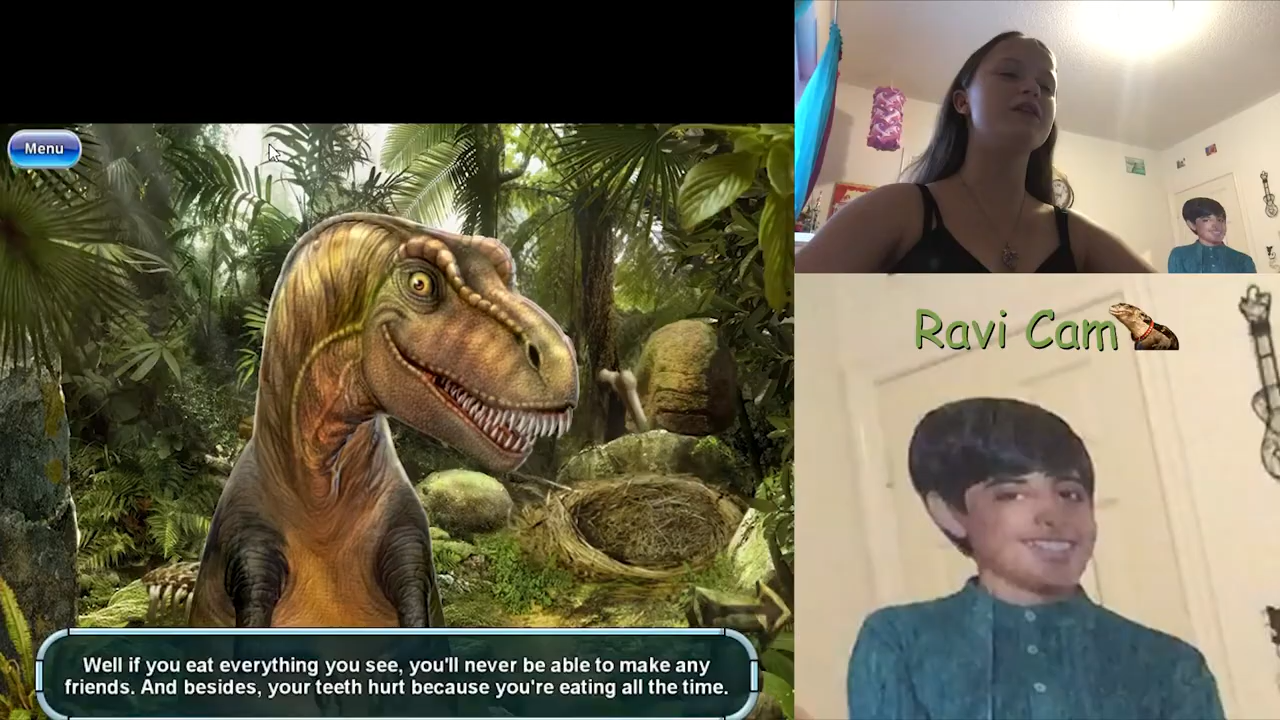 Menu
Ravi Cam
Well if you eat everything you see, you'll never be able to make any
friends. And besides, your teeth hurt because you're eating all the time.